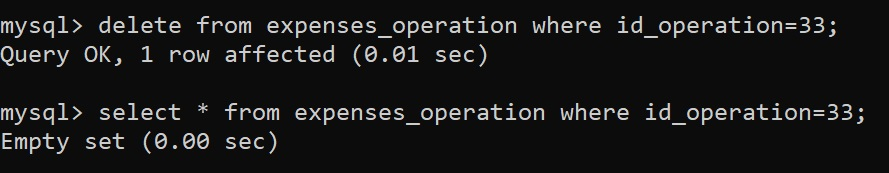 mysql> delete from expenses_operation where id_operation=33;
Query OK, 1 row affected (0.01 sec)
mysql> select * from expenses_operation where id_operation=33;
Empty set (0.00 sec)